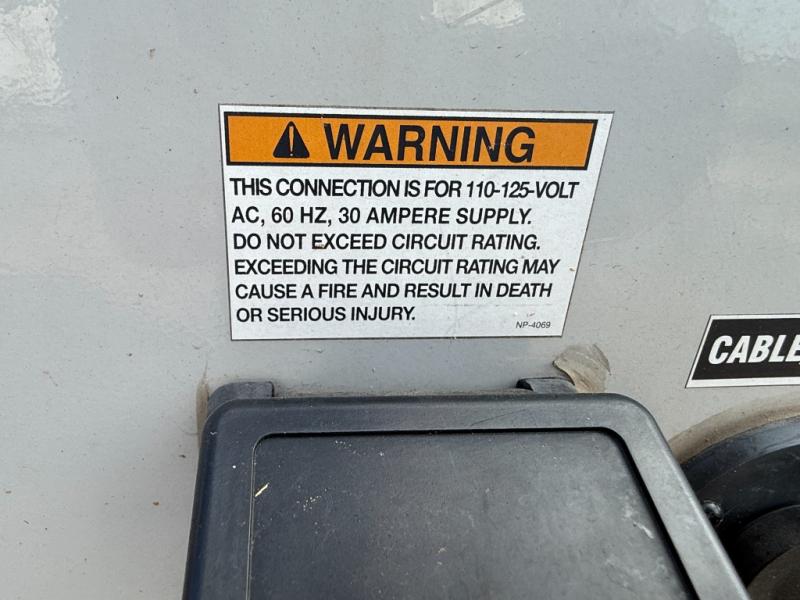 WARNING
THIS CONNECTION IS FOR 110-125-VOLT
AC, 60 HZ, 30 AMPERE SUPPLY.
DO NOT EXCEED CIRCUIT RATING.
EXCEEDING THE CIRCUIT RATING MAY
CAUSE A FIRE AND RESULT IN DEATH
OR SERIOUS INJURY.
NP-4069
CABLE